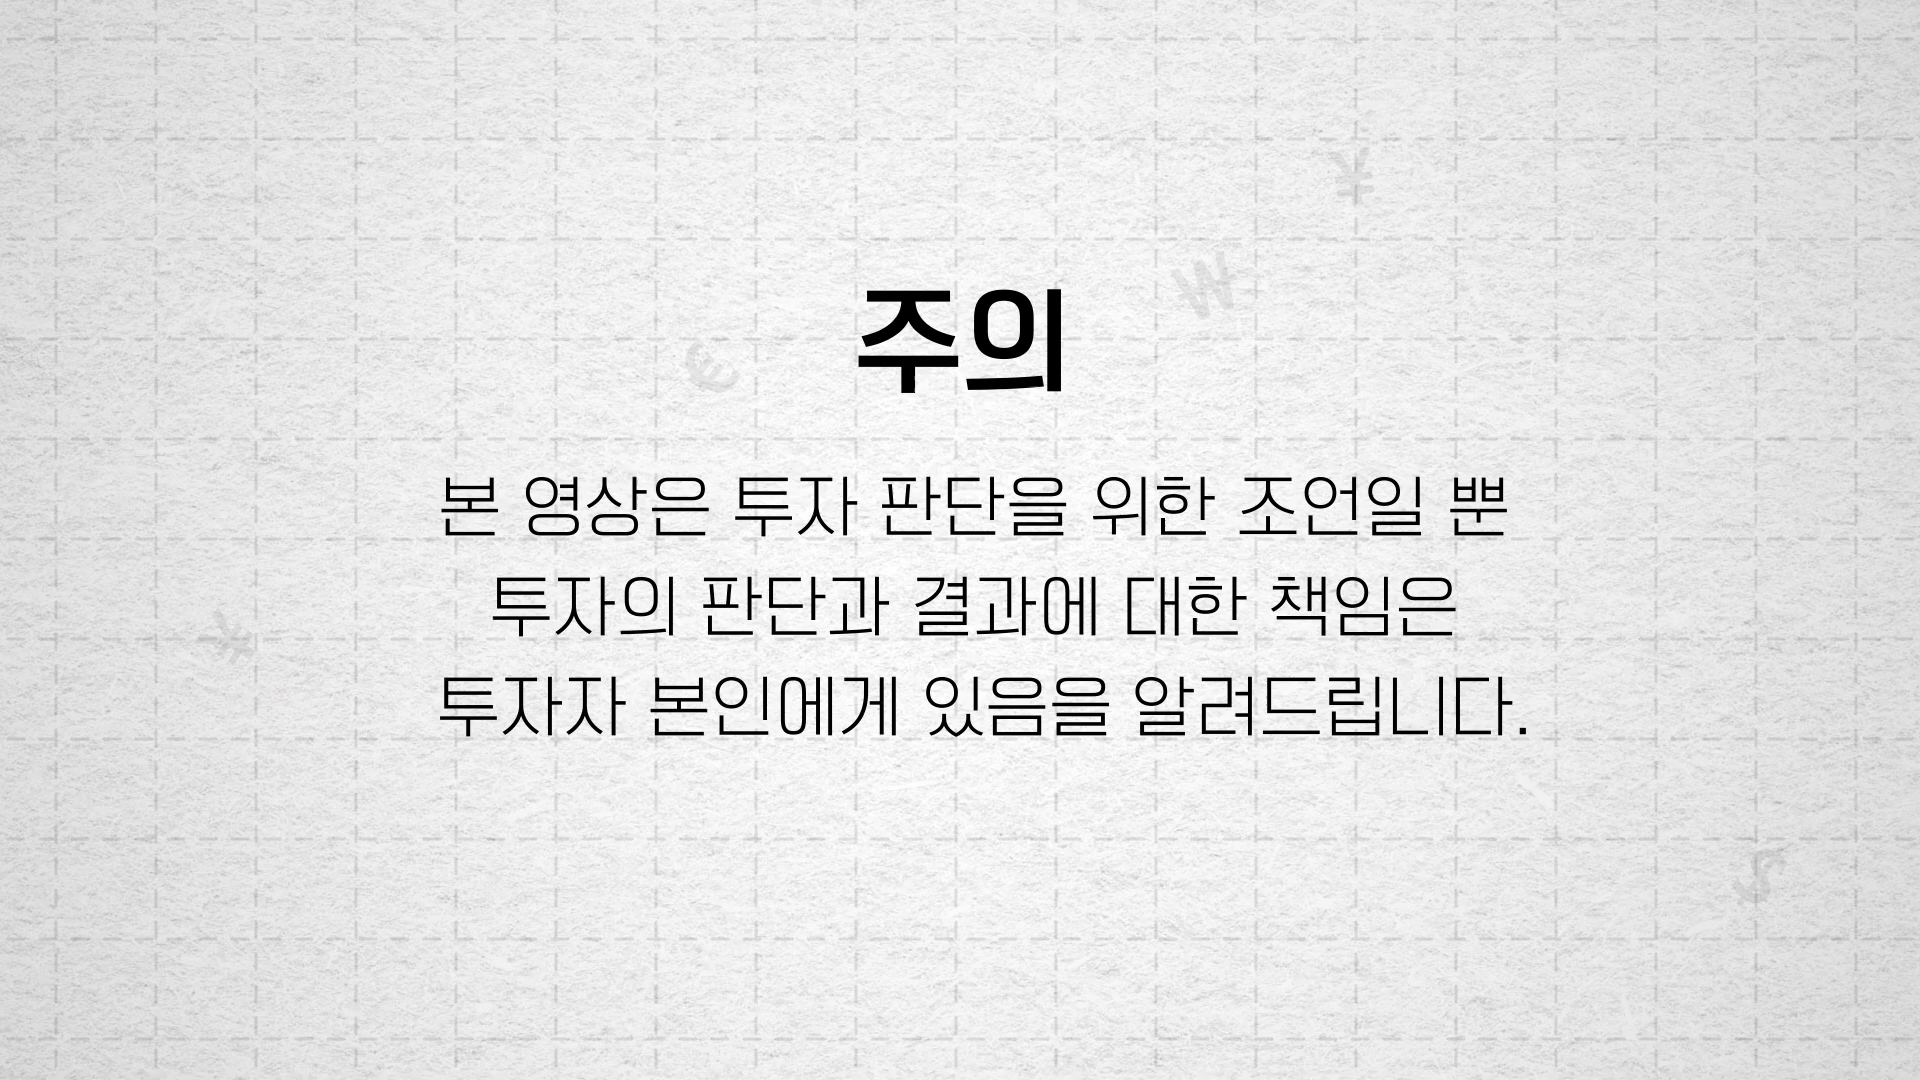 주의
본 영상은 투자 판단을 위한 조언일 뿐
투자의 판단과 결과에 대한 책임은
투자자 본인에게 있음을 알려드립니다.